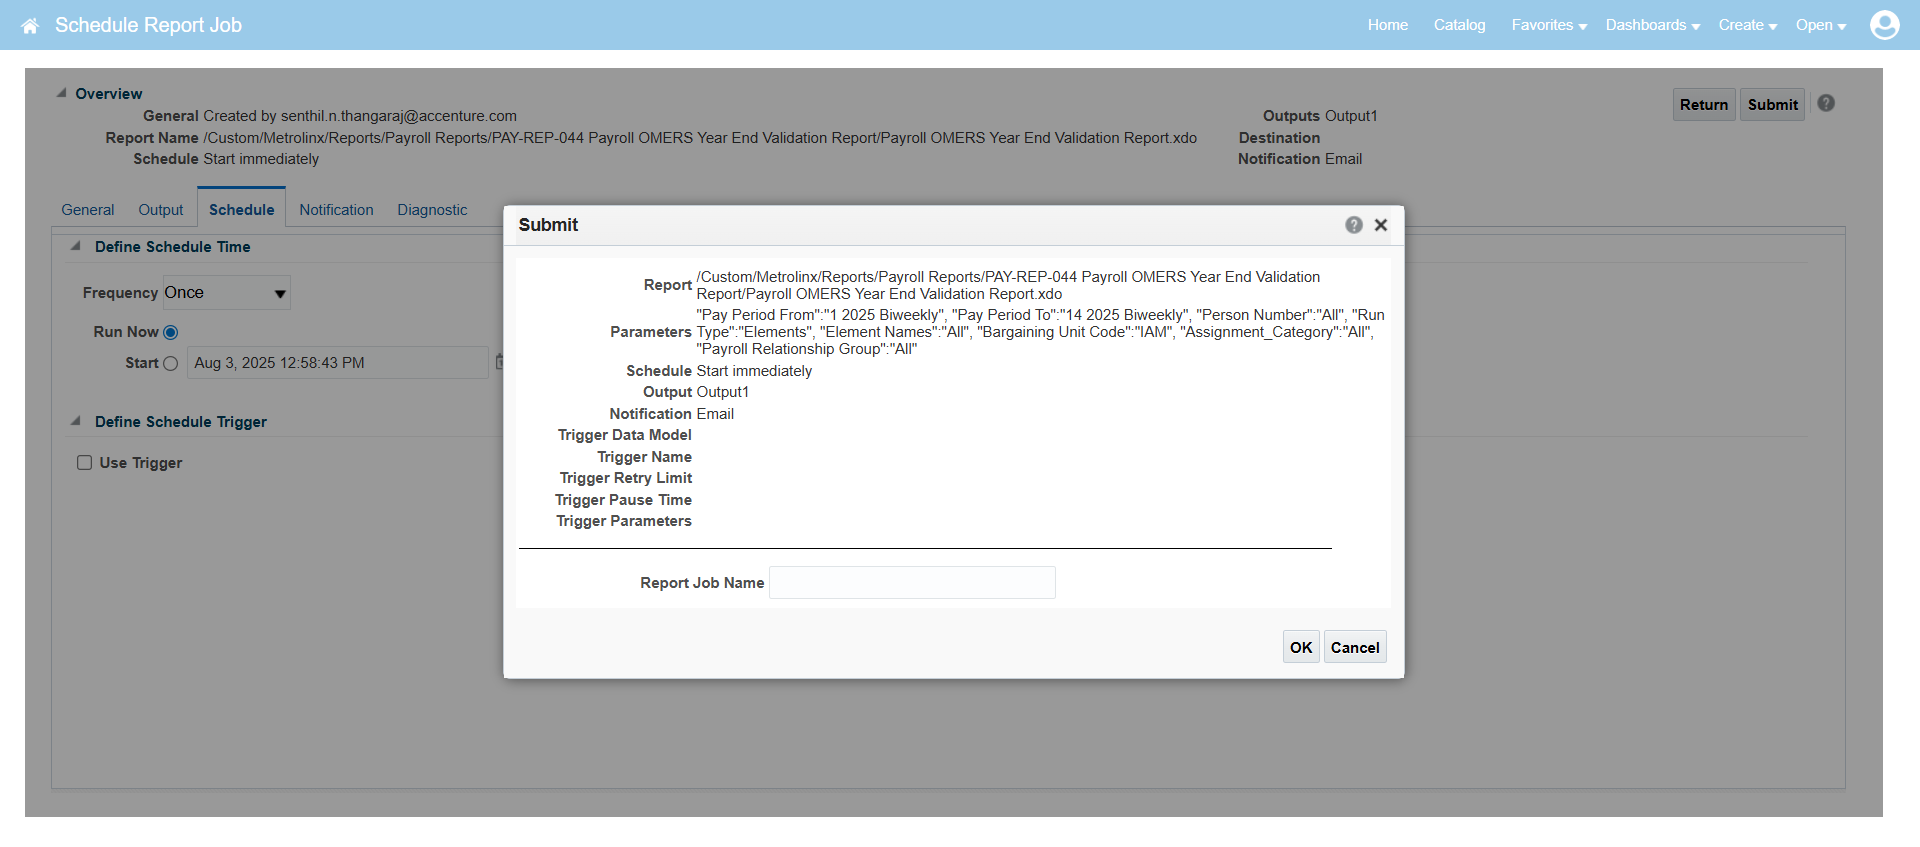 Schedule Report Job
Home Catalog Favorites Dashboards Create Open
Overview
General Created by senthil.n.thangaraj@accenture.com
Report Name /Custom/Metrolinx/Reports/Payroll Reports/PAY-REP-044 Payroll OMERS Year End Validation Report/Payroll OMERS Year End Validation Report.xdo
Schedule Start immediately
Outputs Output1
Destination
Notification Email
Return Submit ?
General Output Schedule Notification Diagnostic
Define Schedule Time
Frequency Once
Run Now
Start Aug 3, 2025 12:58:43 PM
Define Schedule Trigger
Use Trigger
Submit ?
Report /Custom/Metrolinx/Reports/Payroll Reports/PAY-REP-044 Payroll OMERS Year End Validation
Report/Payroll OMERS Year End Validation Report.xdo
"Pay Period From":"1 2025 Biweekly", "Pay Period To":"14 2025 Biweekly", "Person Number":"All", "Run
Parameters Type":"Elements", "Element Names":"All", "Bargaining Unit Code":"IAM", "Assignment_Category":"All",
"Payroll Relationship Group":"All"
Schedule Start immediately
Output Output1
Notification Email
Trigger Data Model
Trigger Name
Trigger Retry Limit
Trigger Pause Time
Trigger Parameters
Report Job Name
OK Cancel